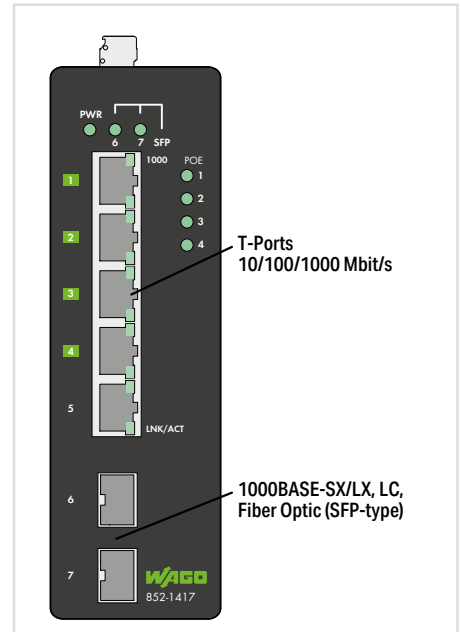 PWR
6 7 SFP
1000
POE
1
2
3
4
1
2
3
4
5
T-Ports
10/100/1000 Mbit/s
LNK/ACT
6
1000BASE-SX/LX, LC,
Fiber Optic (SFP-type)
7
WAGO
852-1417